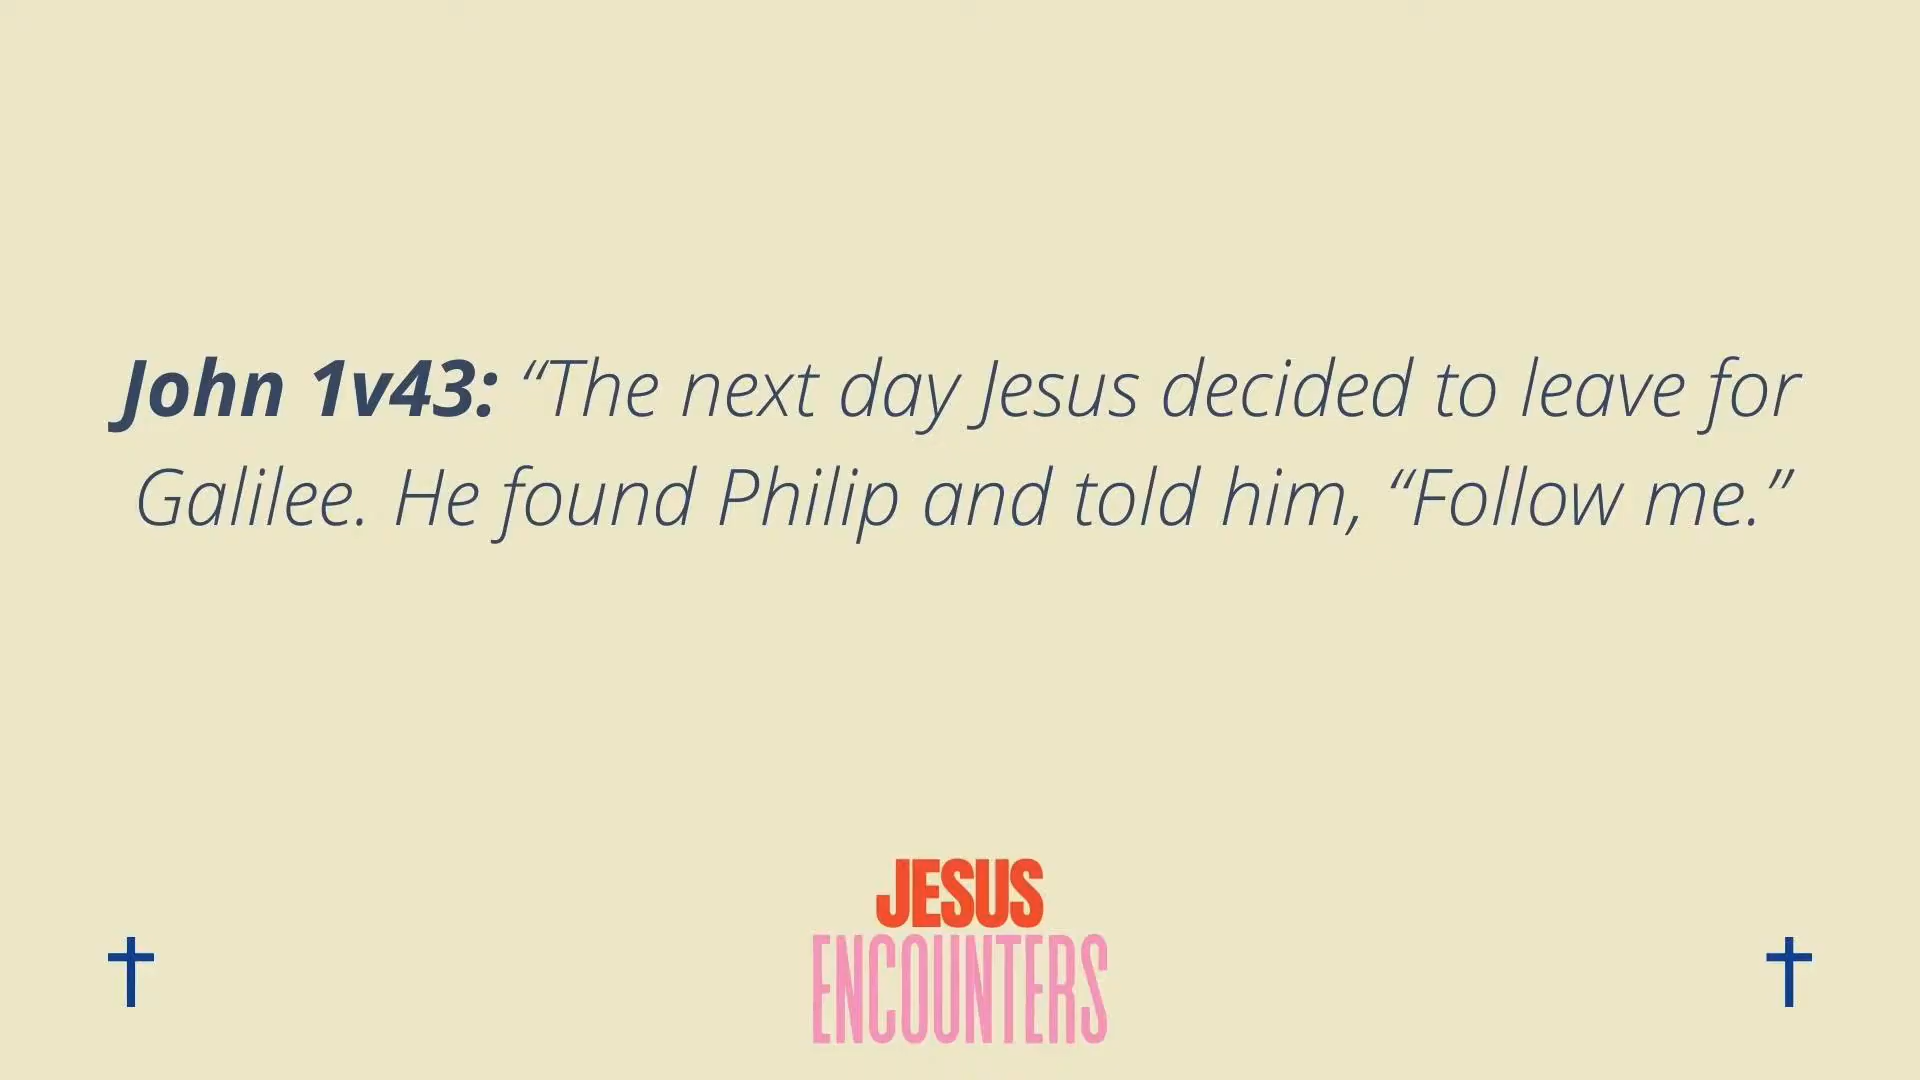 John 1v43: “The next day Jesus decided to leave for
Galilee. He found Philip and told him, “Follow me.”
JESUS
ENCOUNTERS